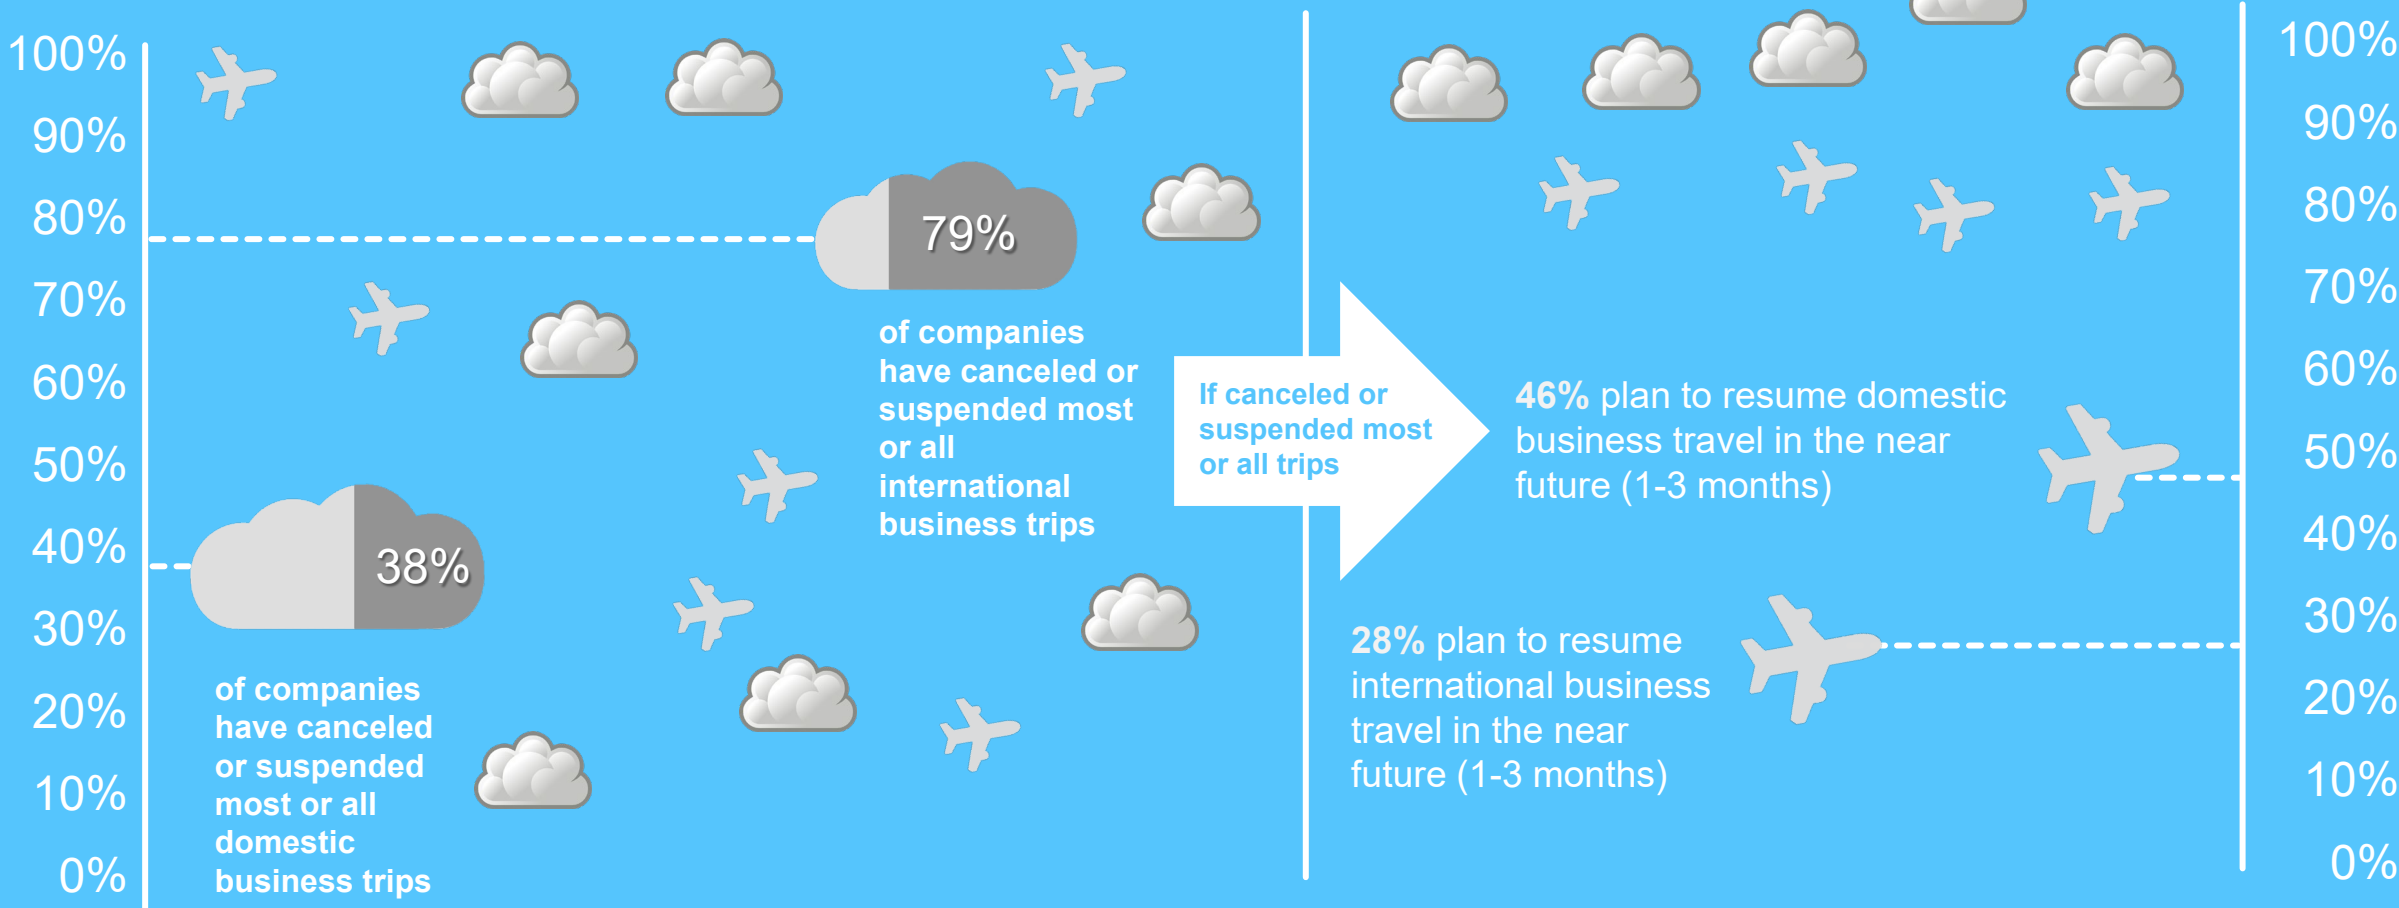 100%
90%
80%
70%
60%
50%
40%
30%
20%
10%
0%
79%
of companies
have canceled or
suspended most
or all
international
business trips
38%
of companies
have canceled
or suspended
most or all
domestic
business trips
If canceled or
suspended most
or all trips
46% plan to resume domestic
business travel in the near
future (1-3 months)
28% plan to resume
international business
travel in the near
future (1-3 months)
100%
90%
80%
70%
60%
50%
40%
30%
20%
10%
0%